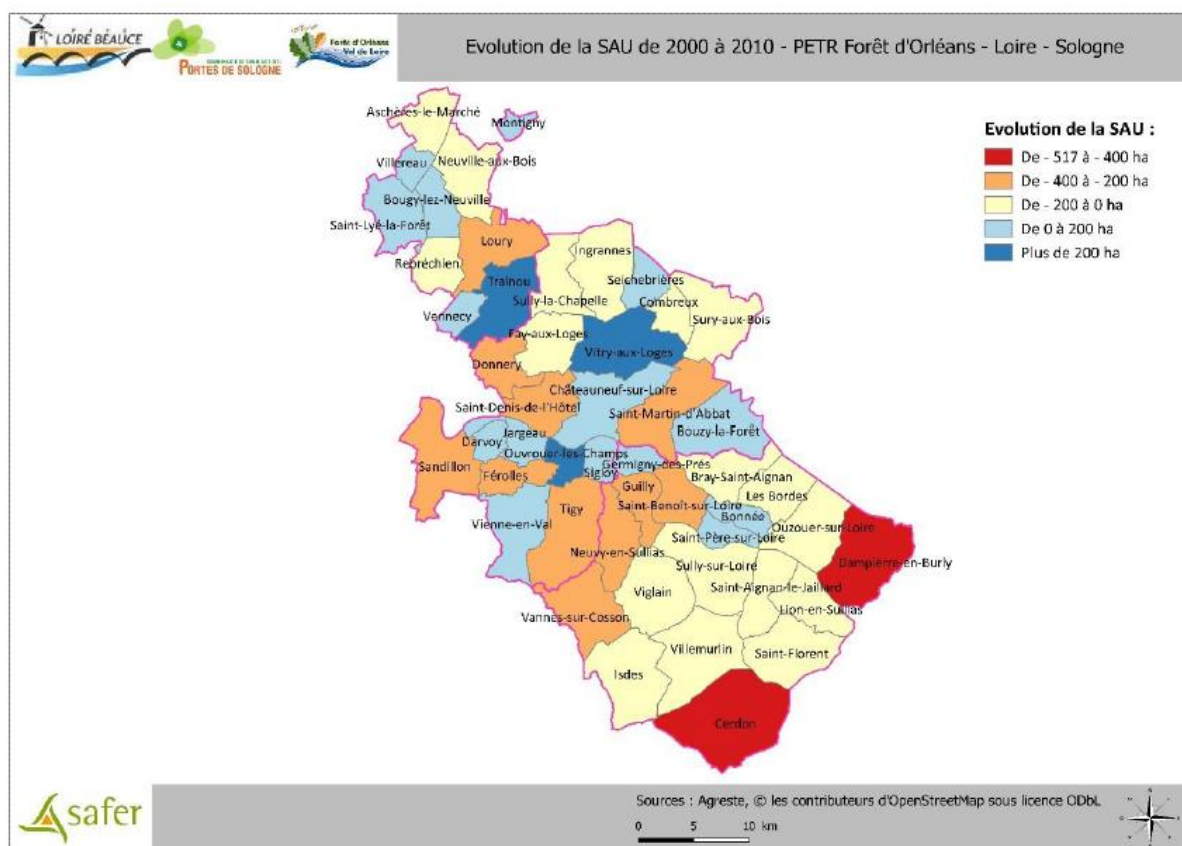 LOIRÉ BÉAUCE
PORTES DE SOLOGNE
Forêt d'Orléans
Val de Loire
Evolution de la SAU de 2000 à 2010 - PETR Forêt d'Orléans - Loire - Sologne
Evolution de la SAU :
De - 517 à - 400 ha
De - 400 à - 200 ha
De - 200 à 0 ha
De 0 à 200 ha
Plus de 200 ha
Aschères-le-Marché
Montigny
Villereau
Neuville-aux-Bois
Bougy-lez-Neuville
Saint-Lyé-la-Forêt
Loury
Rebréchien
Ingrannes
Trainou
Seichebrières
Sully-la-Chapelle
Combreux
Vennecy
Sury-aux-Bois
Fay-aux-Loges
Vitry-aux-Loges
Donnery
Châteauneuf-sur-Loire
Saint-Denis-de-l'Hôtel
Saint-Martin-d'Abbat
Jargeau
Bouzy-la-Forêt
Darvoy
Ouvrouer-les-Champs
Sandillon
Germigny-des-Prés
Férolles
Sigloy
Bray-Saint-Aignan
Guilly
Les Bordes
Saint-Benoît-sur-Loire
Tigy
Bonnée
Vienne-en-Val
Ouzouer-sur-Loire
Saint-Père-sur-Loire
Neuvy-en-Sullias
Sully-sur-Loire
Dampierre-en-Burly
Saint-Aignan-le-Jaillard
Viglain
Lion-en-Sullias
Vannes-sur-Cosson
Villemurlin
Saint-Florent
Isdes
Cerdon
safer
Sources : Agreste, © les contributeurs d'OpenStreetMap sous licence ODbL
0 5 10 km